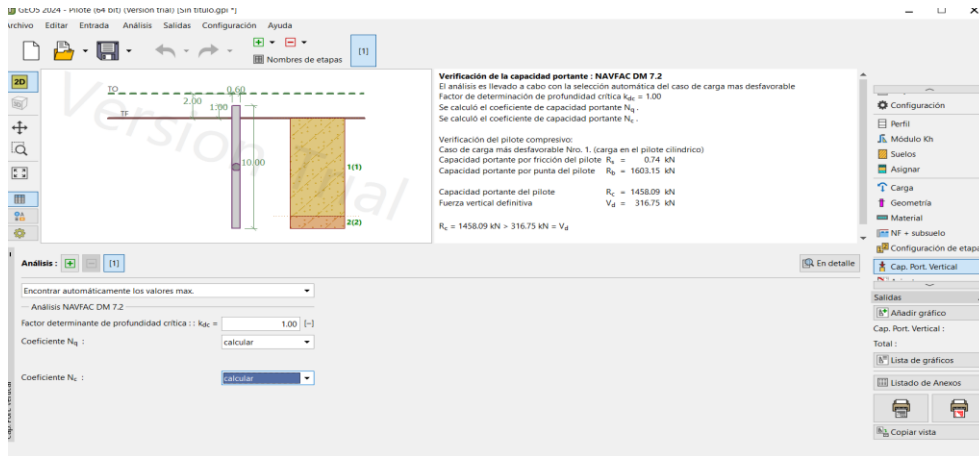 GEO5 2024 - Pilote (64 bit) (Versión trial) [Sin título.gpi *]
Archivo Editar Entrada Análisis Salidas Configuración Ayuda
Nombres de etapas
[1]
2D
Version Trial
TO
0.60
2.00
1.00
TF
10.00
1(1)
2(2)
Verificación de la capacidad portante : NAVFAC DM 7.2
El análisis es llevado a cabo con la selección automática del caso de carga mas desfavorable
Factor de determinación de profundidad crítica kdc = 1.00
Se calculó el coeficiente de capacidad portante Nq .
Se calculó el coeficiente de capacidad portante Nc .
Verificación del pilote compresivo:
Caso de carga más desfavorable Nro. 1. (carga en el pilote cilíndrico)
Capacidad portante por fricción del pilote Rs = 0.74 kN
Capacidad portante por punta del pilote Rb = 1603.15 kN
Capacidad portante del pilote Rc = 1458.09 kN
Fuerza vertical definitiva Vd = 316.75 kN
Rc = 1458.09 kN > 316.75 kN = Vd
Configuración
Perfil
Módulo Kh
Suelos
Asignar
Carga
Geometría
Material
NF + subsuelo
Configuración de etapa
Cap. Port. Vertical
Análisis : [1]
En detalle
Encontrar automáticamente los valores max.
Análisis NAVFAC DM 7.2
Factor determinante de profundidad crítica : : kdc = 1.00 [–]
Coeficiente Nq : calcular
Coeficiente Nc : calcular
Cap. Port. Vertical
Salidas
Añadir gráfico
Cap. Port. Vertical :
Total :
Lista de gráficos
Listado de Anexos
Copiar vista